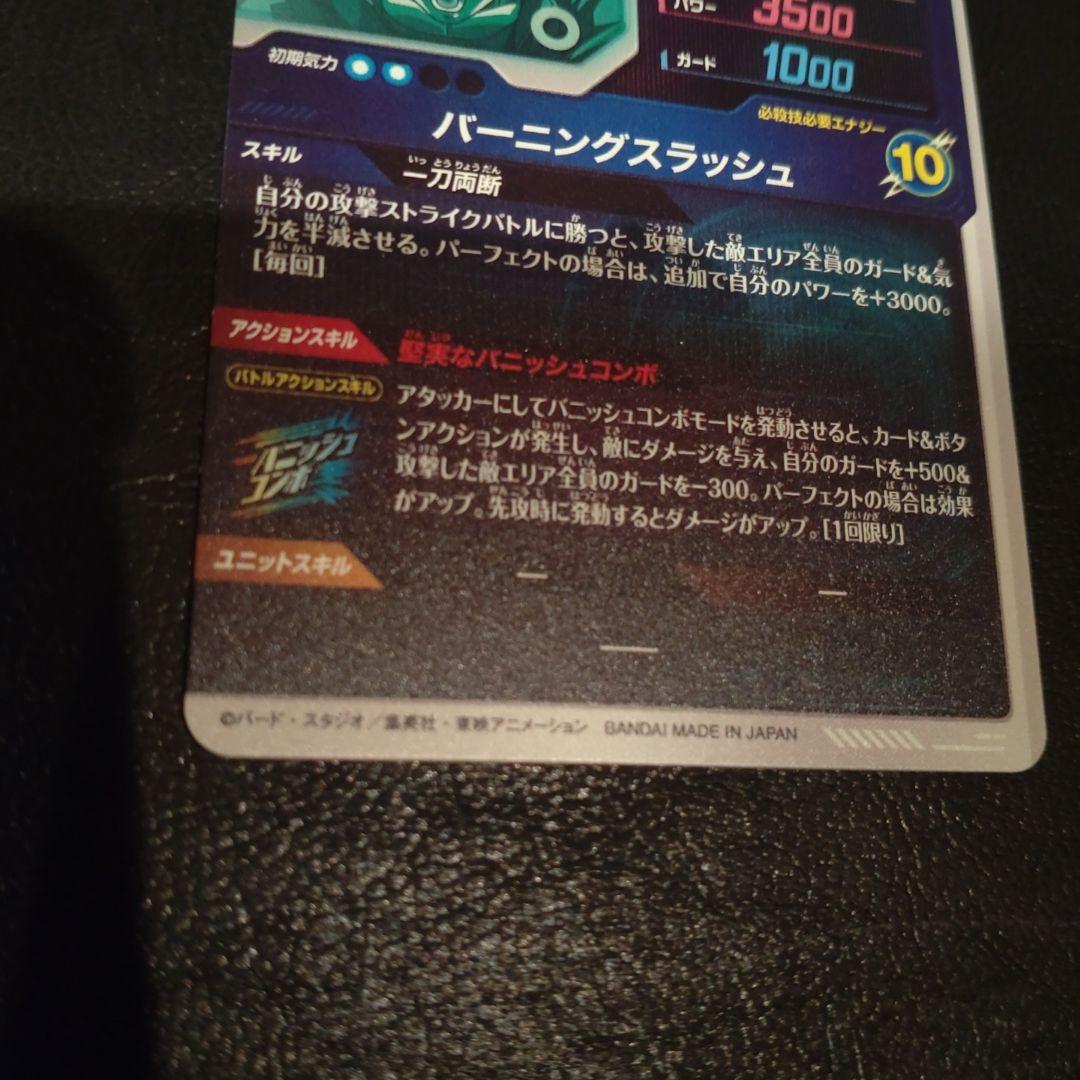 パワー 3500
初期気力
ガード 1000
必殺技必要エナジー
バーニングスラッシュ
10
スキル
一刀両断
自分の攻撃ストライクバトルに勝つと、攻撃した敵エリア全員のガード&気
力を半減させる。パーフェクトの場合は、追加で自分のパワーを+3000。
[毎回]
アクションスキル
堅実なバニッシュコンボ
バトルアクションスキル
バニッシュ
コンボ
アタッカーにしてバニッシュコンボモードを発動させると、カード&ボタ
ンアクションが発生し、敵にダメージを与え、自分のガードを+500&
攻撃した敵エリア全員のガードを-300。パーフェクトの場合は効果
がアップ。先攻時に発動するとダメージがアップ。[1回限り]
ユニットスキル
©バード・スタジオ/集英社・東映アニメーション BANDAI MADE IN JAPAN